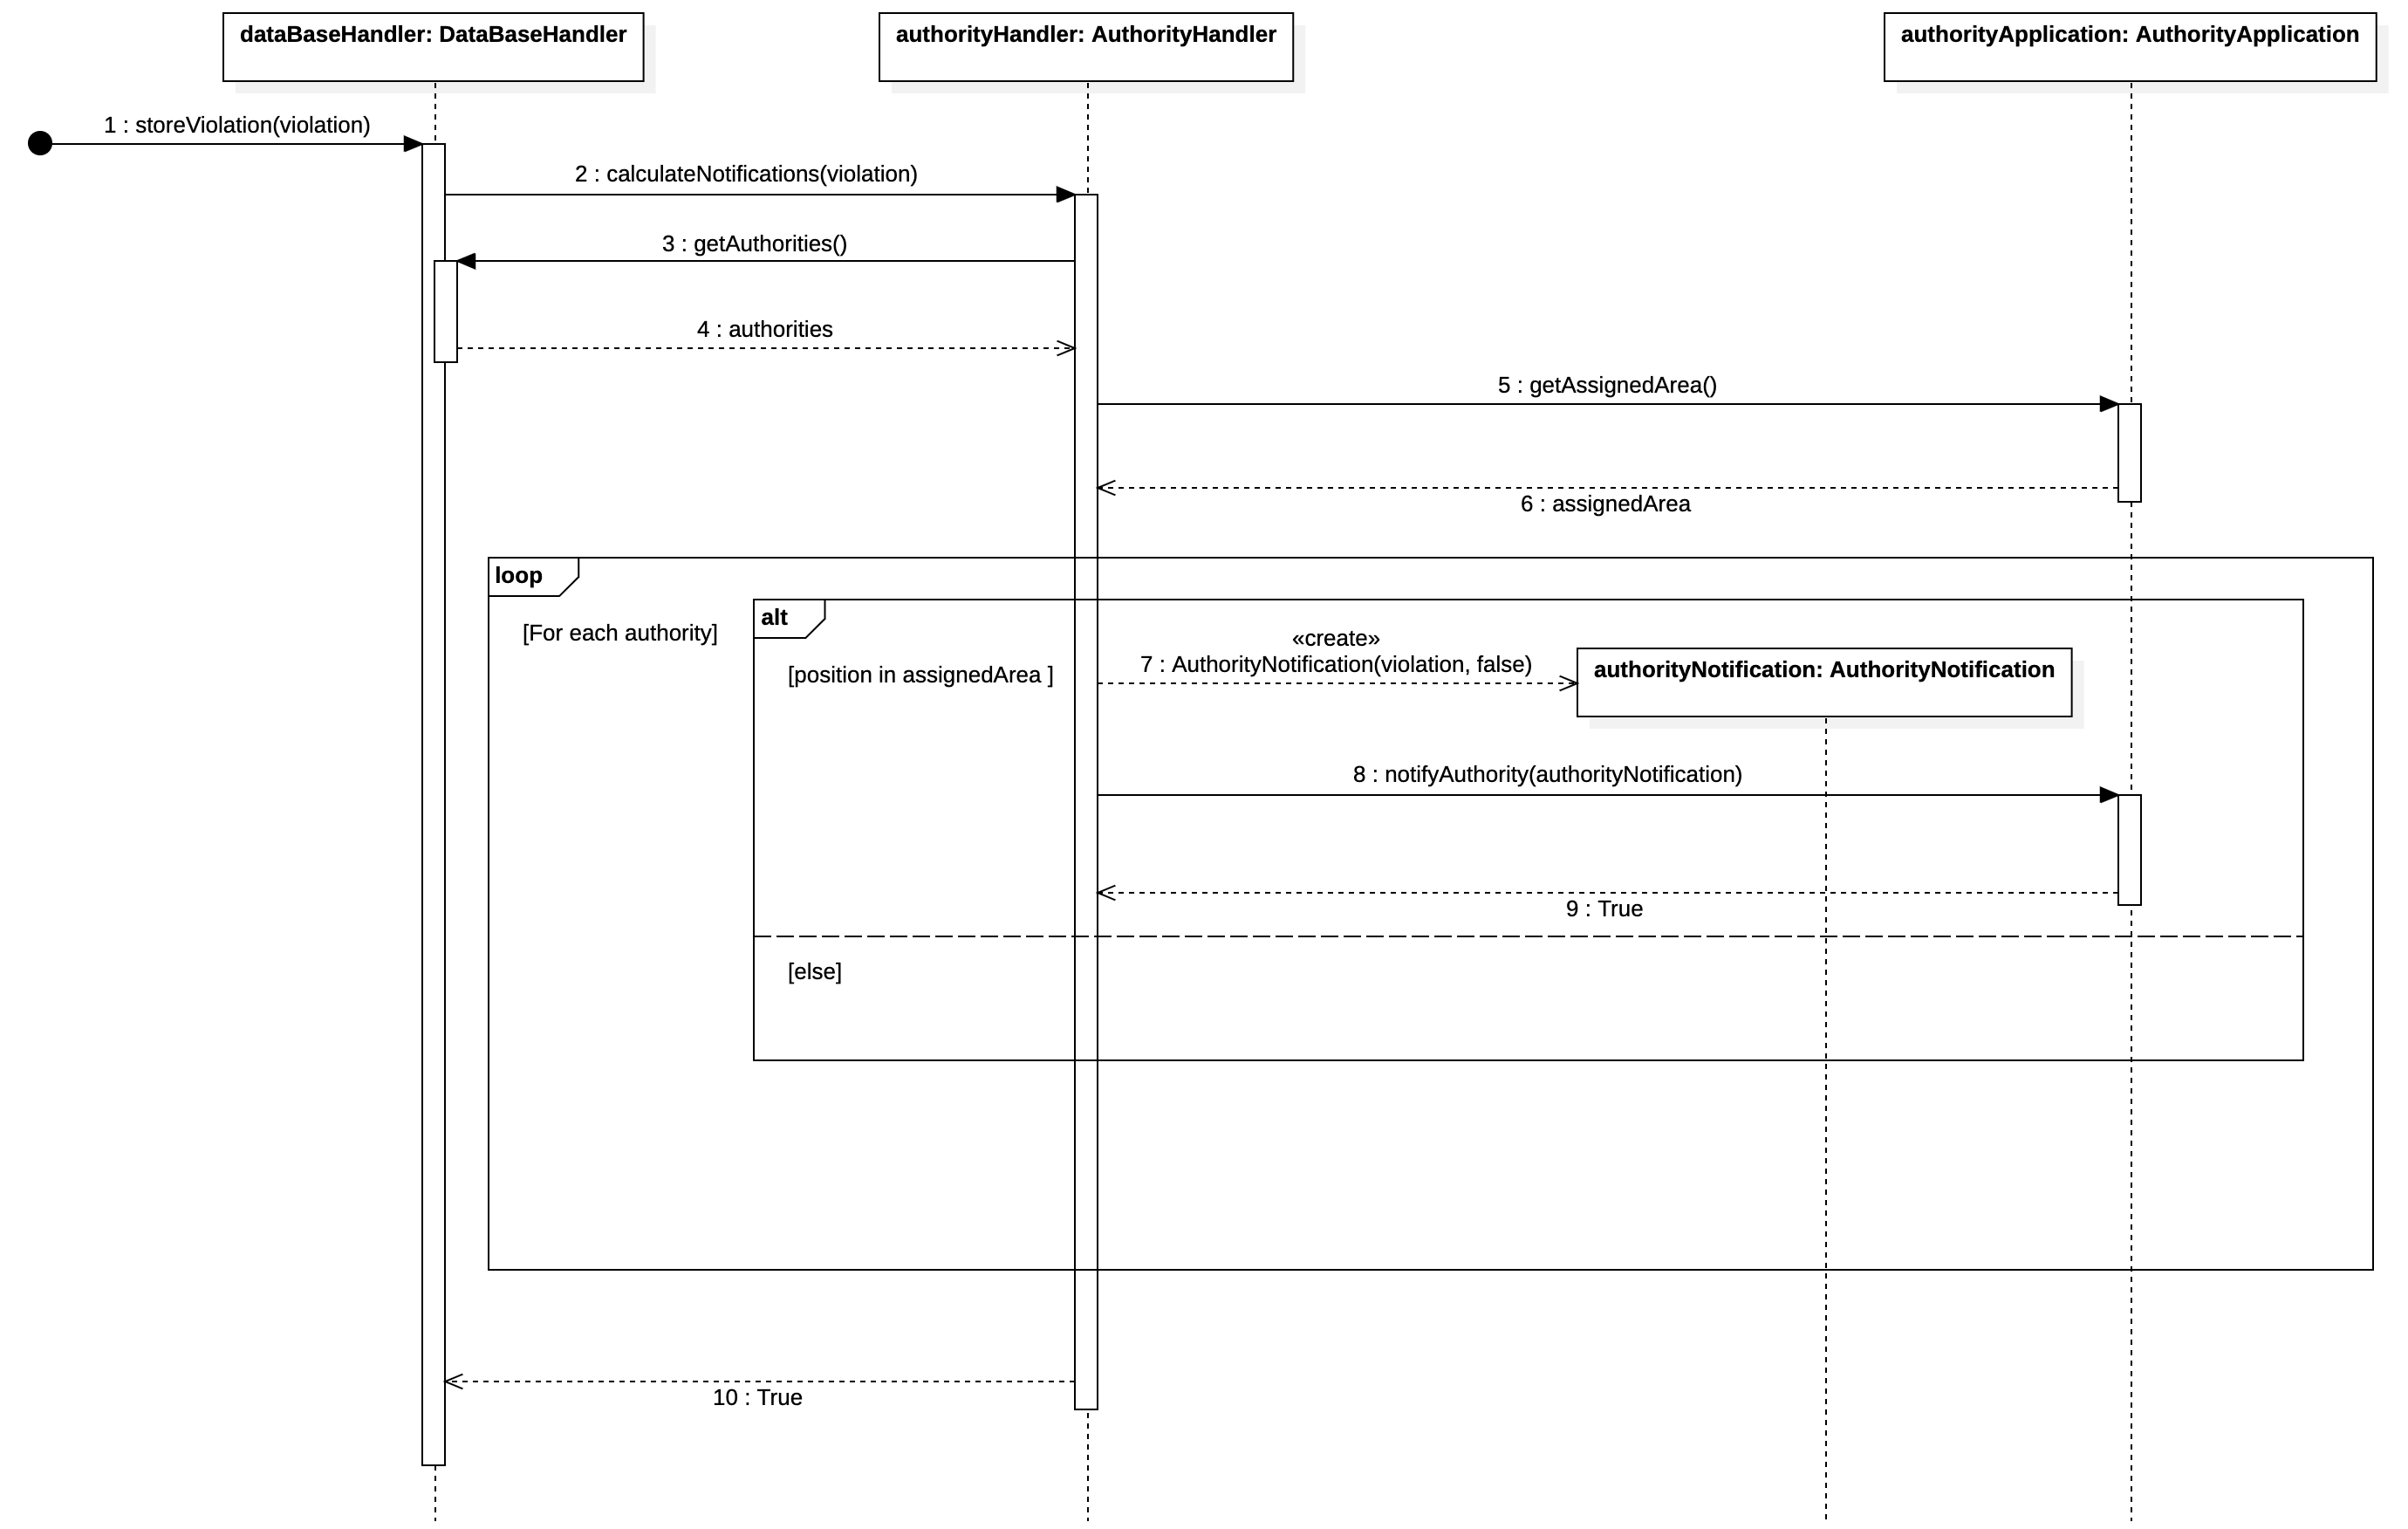 dataBaseHandler: DataBaseHandler
authorityHandler: AuthorityHandler
authorityApplication: AuthorityApplication
1 : storeViolation(violation)
2 : calculateNotifications(violation)
3 : getAuthorities()
4 : authorities
5 : getAssignedArea()
6 : assignedArea
loop
[For each authority]
alt
[position in assignedArea ]
«create»
7 : AuthorityNotification(violation, false)
authorityNotification: AuthorityNotification
8 : notifyAuthority(authorityNotification)
9 : True
[else]
10 : True